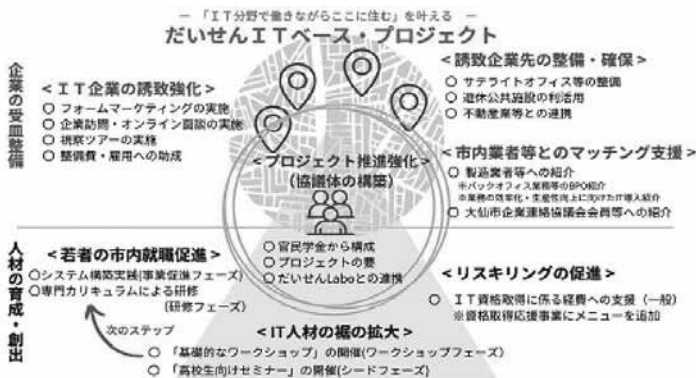 ― 「ＩＴ分野で働きながらここに住む」を叶える ―
だいせんＩＴベース・プロジェクト
企業の受皿整備
＜ＩＴ企業の誘致強化＞
○ フォームマーケティングの実施
○ 企業訪問・オンライン面談の実施
○ 視察ツアーの実施
○ 整備費・雇用への助成
＜誘致企業先の整備・確保＞
○ サテライトオフィス等の整備
○ 遊休公共施設の利活用
○ 不動産業等との連携
＜プロジェクト推進強化＞
（協議体の構築）
○ 官民学金から構成
○ プロジェクトの要
○ だいせんLaboとの連携
＜市内業者等とのマッチング支援＞
○ 製造業者等への紹介
※バックオフィス業務等のBPO紹介
※業務の効率化・生産性向上に向けたIT導入紹介
○ 大仙市企業連絡協議会会員等への紹介
人材の育成・創出
＜若者の市内就職促進＞
○システム構築実践(事業促進フェーズ)
○専門カリキュラムによる研修
(研修フェーズ)
次のステップ
＜IT人材の裾の拡大＞
○ 「基礎的なワークショップ」の開催(ワークショップフェーズ)
○ 「高校生向けセミナー」の開催(シードフェーズ)
＜リスキリングの促進＞
○ ＩＴ資格取得に係る経費への支援（一般）
※資格取得応援事業にメニューを追加